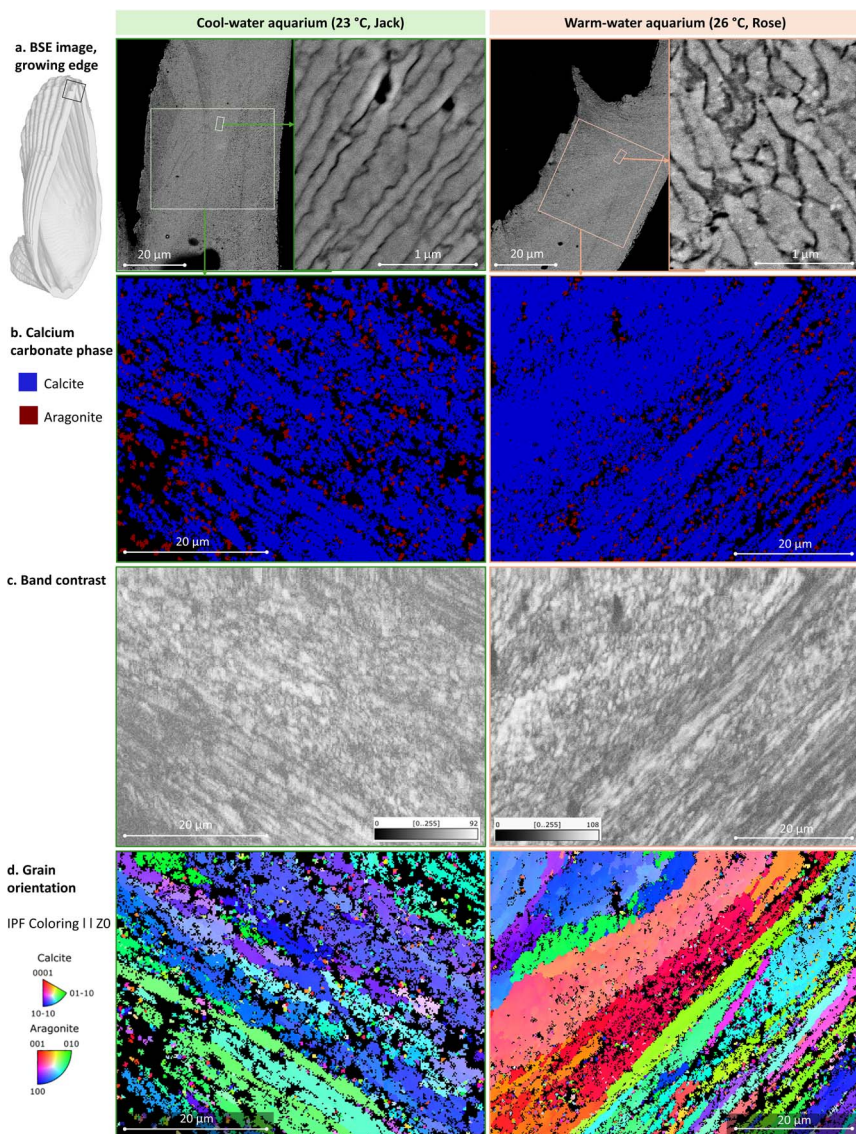 Cool-water aquarium (23 °C, Jack)
Warm-water aquarium (26 °C, Rose)
a. BSE image,
growing edge
20 µm
1 µm
20 µm
1 µm
b. Calcium
carbonate phase
Calcite
Aragonite
20 µm
20 µm
c. Band contrast
20 µm
0 [0..255] 92
0 [0..255] 108
20 µm
d. Grain
orientation
IPF Coloring l l Z0
Calcite
0001
01-10
10-10
Aragonite
001 010
100
20 µm
20 µm